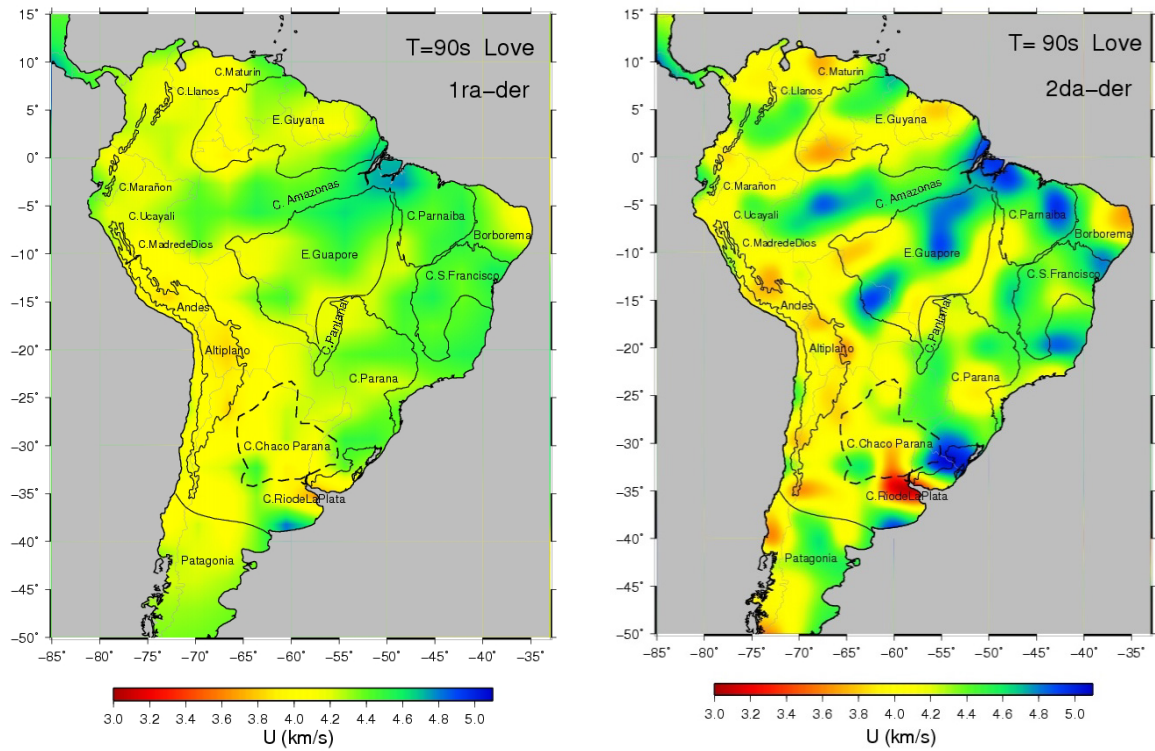 T=90s Love
1ra-der
15°
10°
5°
0°
−5°
−10°
−15°
−20°
−25°
−30°
−35°
−40°
−45°
−50°
C.Maturin
C.Llanos
E.Guyana
C.Marañon
C. Amazonas
C.Ucayali
C.Parnaiba
Borborema
C.MadredeDios
E.Guapore
C.S.Francisco
Andes
C.Pantanal
Altiplano
C.Parana
C.Chaco Parana
C.RiodeLaPlata
Patagonia
−85° −80° −75° −70° −65° −60° −55° −50° −45° −40° −35°
3.0 3.2 3.4 3.6 3.8 4.0 4.2 4.4 4.6 4.8 5.0
U (km/s)
T= 90s Love
2da−der
15°
10°
5°
0°
−5°
−10°
−15°
−20°
−25°
−30°
−35°
−40°
−45°
−50°
C.Maturin
C.Llanos
E.Guyana
C.Marañon
C. Amazonas
C.Ucayali
C.Parnaiba
Borborema
C.MadredeDios
E.Guapore
C.S.Francisco
Andes
C.Pantanal
Altiplano
C.Parana
C.Chaco Parana
C.RiodeLaPlata
Patagonia
−85° −80° −75° −70° −65° −60° −55° −50° −45° −40° −35°
3.0 3.2 3.4 3.6 3.8 4.0 4.2 4.4 4.6 4.8 5.0
U (km/s)